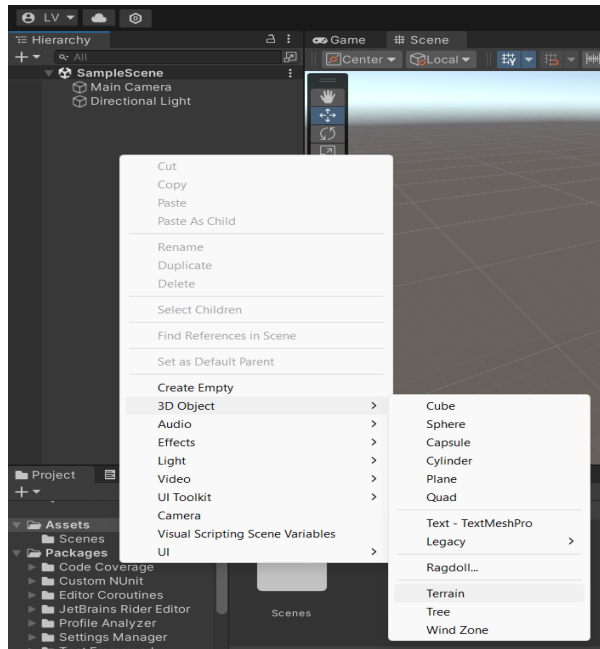 LV
Hierarchy
All
SampleScene
Main Camera
Directional Light
Game
Scene
Center
Local
Cut
Copy
Paste
Paste As Child
Rename
Duplicate
Delete
Select Children
Find References in Scene
Set as Default Parent
Create Empty
3D Object
Audio
Effects
Light
Video
UI Toolkit
Camera
Visual Scripting Scene Variables
UI
Cube
Sphere
Capsule
Cylinder
Plane
Quad
Text - TextMeshPro
Legacy
Ragdoll...
Terrain
Tree
Wind Zone
Project
Assets
Scenes
Packages
Code Coverage
Custom NUnit
Editor Coroutines
JetBrains Rider Editor
Profile Analyzer
Settings Manager
Scenes